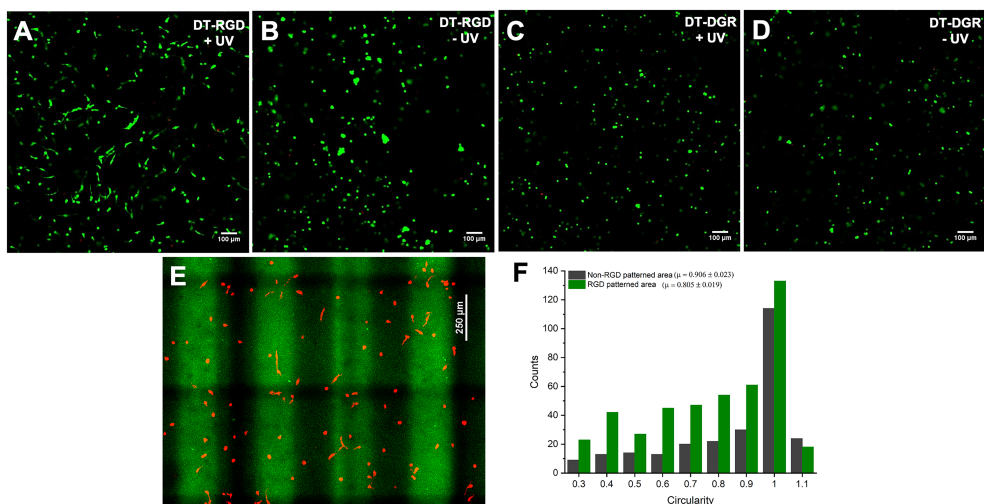 A
DT-RGD
+ UV
100 µm
B
DT-RGD
- UV
100 µm
C
DT-DGR
+ UV
100 µm
D
DT-DGR
- UV
100 µm
E
250 µm
F
Non-RGD patterned area (µ = 0.906 ± 0.023)
RGD patterned area (µ = 0.805 ± 0.019)
140
120
100
80
60
40
20
0
Counts
0.3 0.4 0.5 0.6 0.7 0.8 0.9 1 1.1
Circularity